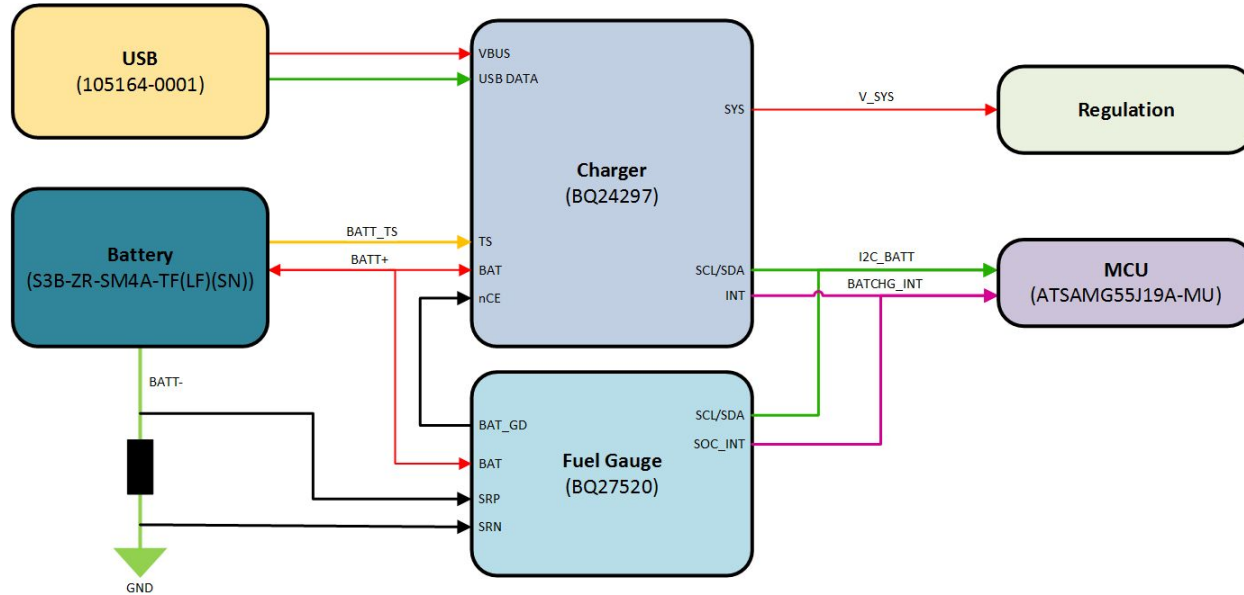 USB
(105164-0001)
VBUS
USB DATA
SYS
V_SYS
Regulation
Charger
(BQ24297)
Battery
(S3B-ZR-SM4A-TF(LF)(SN))
BATT_TS
TS
BATT+
BAT
nCE
SCL/SDA
I2C_BATT
INT
BATCHG_INT
MCU
(ATSAMG55J19A-MU)
BATT-
BAT_GD
BAT
SRP
SRN
SCL/SDA
SOC_INT
Fuel Gauge
(BQ27520)
GND